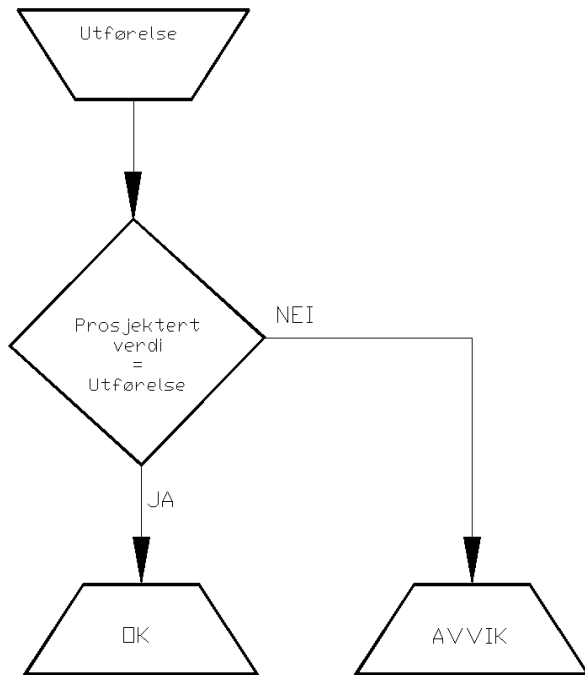 Utførelse
Prosjektert
verdi
=
Utførelse
NEI
JA
OK
AVVIK